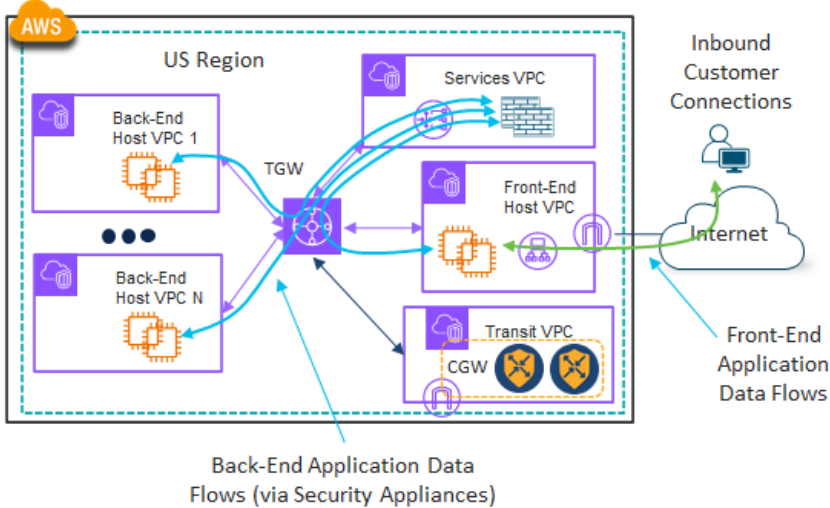 AWS
US Region
Inbound
Customer
Connections
Services VPC
Back-End
Host VPC 1
TGW
Front-End
Host VPC
Internet
Back-End
Host VPC N
Transit VPC
CGW
Front-End
Application
Data Flows
Back-End Application Data
Flows (via Security Appliances)